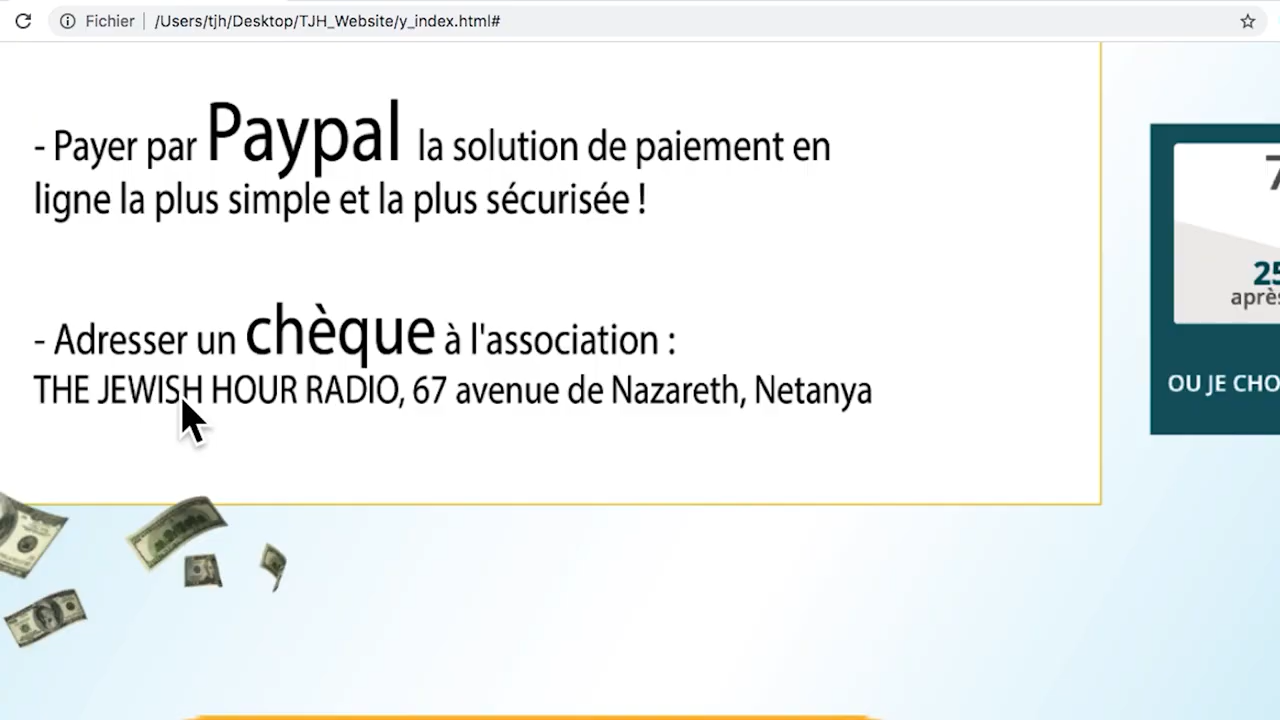 Fichier /Users/tjh/Desktop/TJH_Website/y_index.html#
- Payer par Paypal la solution de paiement en
ligne la plus simple et la plus sécurisée !
- Adresser un chèque à l'association :
THE JEWISH HOUR RADIO, 67 avenue de Nazareth, Netanya
7
25
après
OU JE CHO